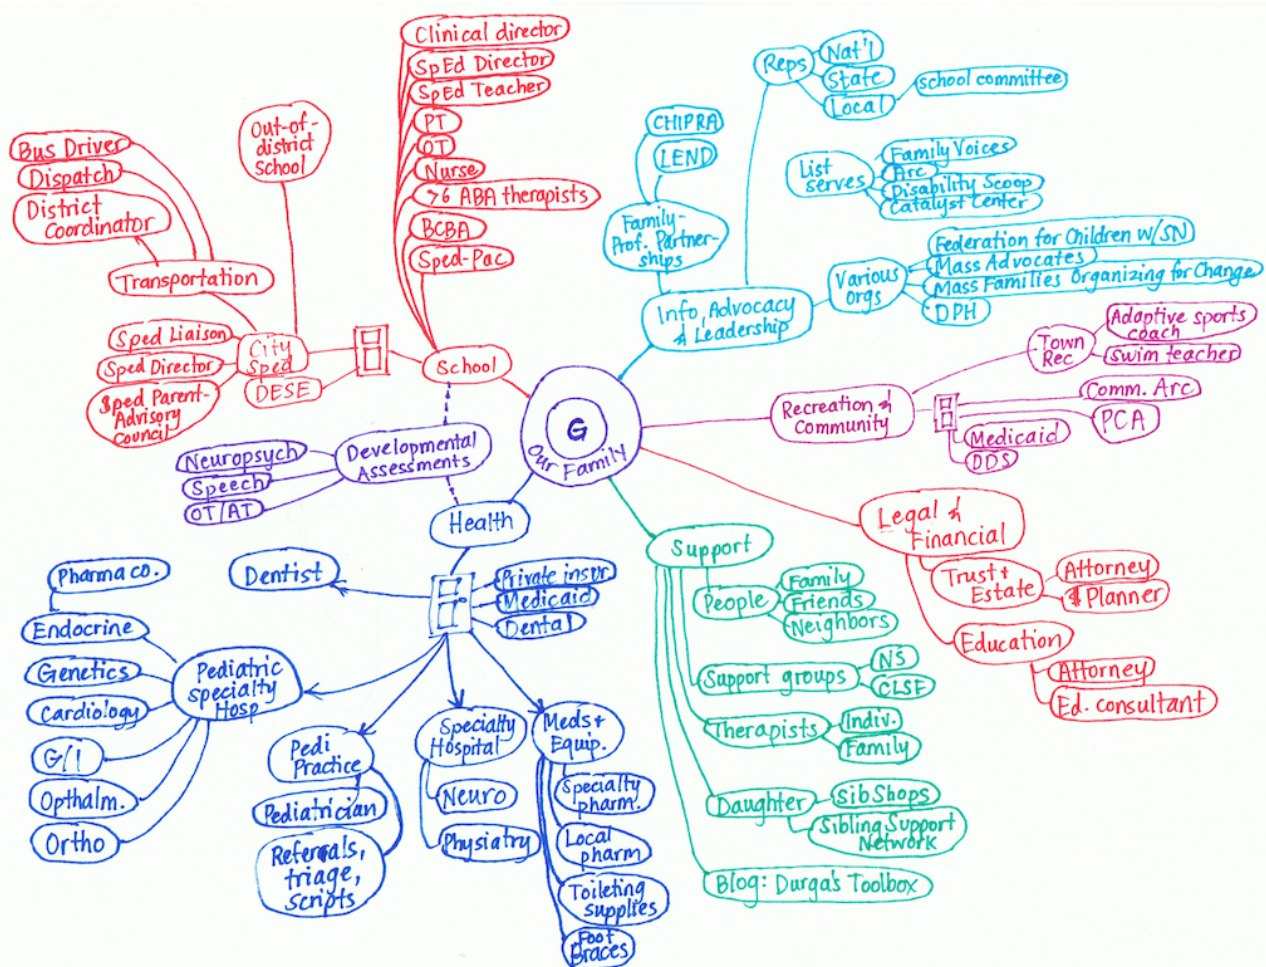 Clinical director
SpEd Director
SpEd Teacher
PT
OT
Nurse
>6 ABA therapists
BCBA
Sped-Pac
School
Out-of-
district
School
Bus Driver
Dispatch
District
Coordinator
Transportation
Sped Liaison
Sped Director
Sped Parent-
Advisory
Council
City
Sped
DESE
Reps
Nat'l
State
Local
school committee
CHIPRA
LEND
Family-
Prof. Partner-
ships
List
serves
Family Voices
Arc
Disability Scoop
Catalyst Center
Info, Advocacy
& Leadership
Various
orgs
Federation for Children w/SN
Mass Advocates
Mass Families Organizing for Change
DPH
G
Our Family
Recreation &
Community
Town
Rec
Adaptive sports
coach
Swim teacher
Comm. Arc
PCA
Medicaid
DDS
Developmental
Assessments
Neuropsych
Speech
OT/AT
Health
Private insur
Medicaid
Dental
Dentist
Pharma co.
Endocrine
Genetics
Cardiology
G/I
Opthalm.
Ortho
Pediatric
specialty
Hosp
Pedi
Practice
Pediatrician
Referrals,
triage,
scripts
Specialty
Hospital
Neuro
Physiatry
Meds+
Equip.
Specialty
pharm.
Local
pharm
Toileting
supplies
Foot
Braces
Support
People
Family
Friends
Neighbors
Support groups
NS
CLSF
Therapists
Indiv.
Family
Daughter
SibShops
Sibling Support
Network
Blog: Durga's Toolbox
Legal &
Financial
Trust+
Estate
Attorney
$ Planner
Education
Attorney
Ed. consultant